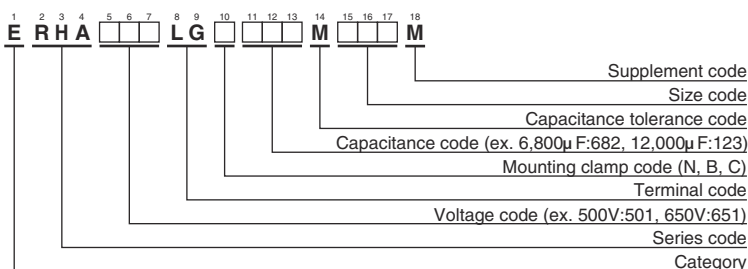 1 2 3 4 5 6 7 8 9 10 11 12 13 14 15 16 17 18
E R H A L G M M
Supplement code
Size code
Capacitance tolerance code
Capacitance code (ex. 6,800μF:682, 12,000μF:123)
Mounting clamp code (N, B, C)
Terminal code
Voltage code (ex. 500V:501, 650V:651)
Series code
Category